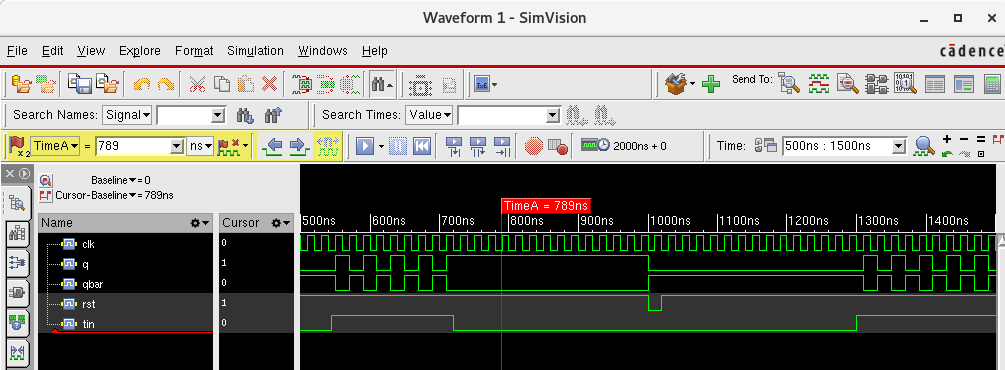 Waveform 1 - SimVision
File Edit View Explore Format Simulation Windows Help
cādence
Send To:
Search Names: Signal Search Times: Value
TimeA = 789 ns 2000ns + 0 Time: 500ns : 1500ns
x2
Baseline = 0
Cursor-Baseline = 789ns
TimeA = 789ns
Name Cursor 500ns 600ns 700ns 800ns 900ns 1000ns 1100ns 1200ns 1300ns 1400ns
clk 0
q 1
qbar 0
rst 1
tin 0